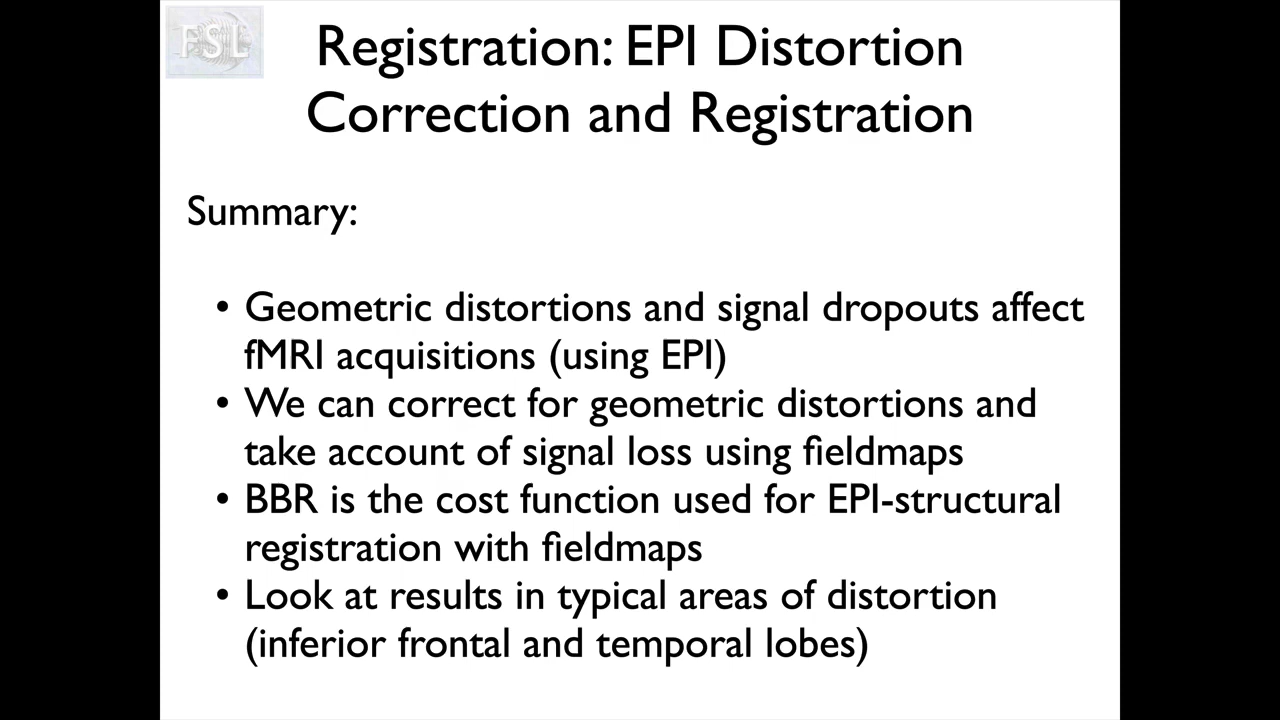 FSL
Registration: EPI Distortion
Correction and Registration
Summary:
• Geometric distortions and signal dropouts affect
fMRI acquisitions (using EPI)
• We can correct for geometric distortions and
take account of signal loss using fieldmaps
• BBR is the cost function used for EPI-structural
registration with fieldmaps
• Look at results in typical areas of distortion
(inferior frontal and temporal lobes)